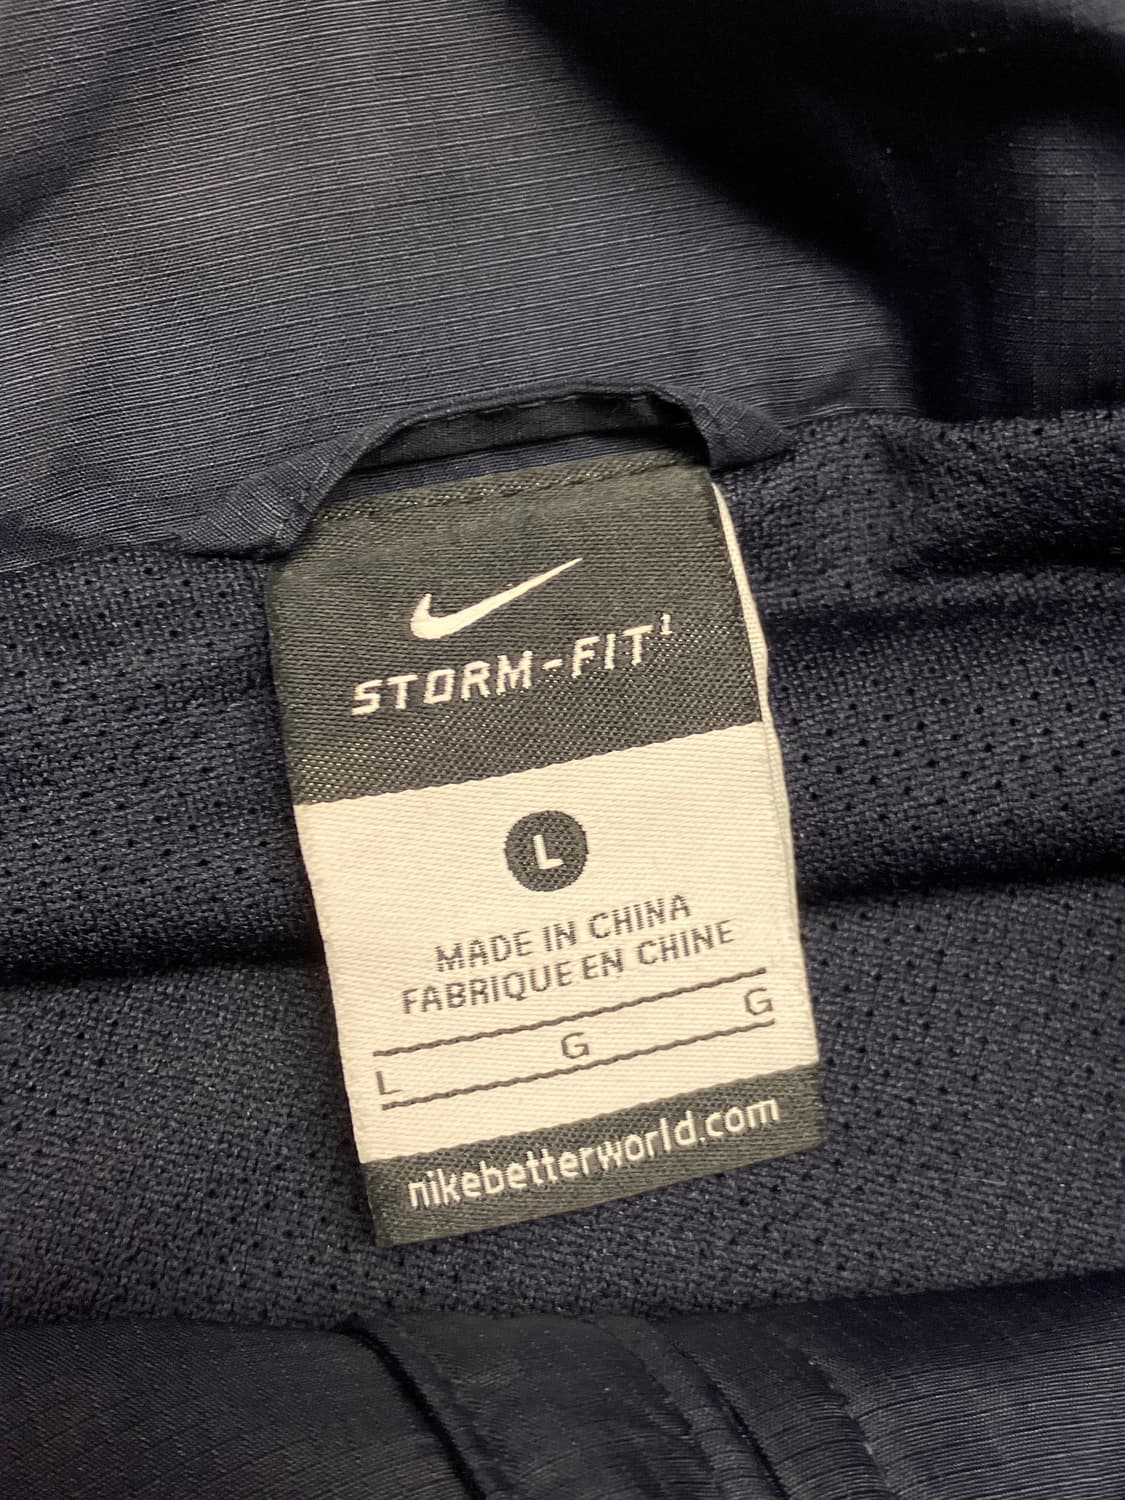 STORM-FIT¹
L
MADE IN CHINA
FABRIQUE EN CHINE
L G G
nikebetterworld.com